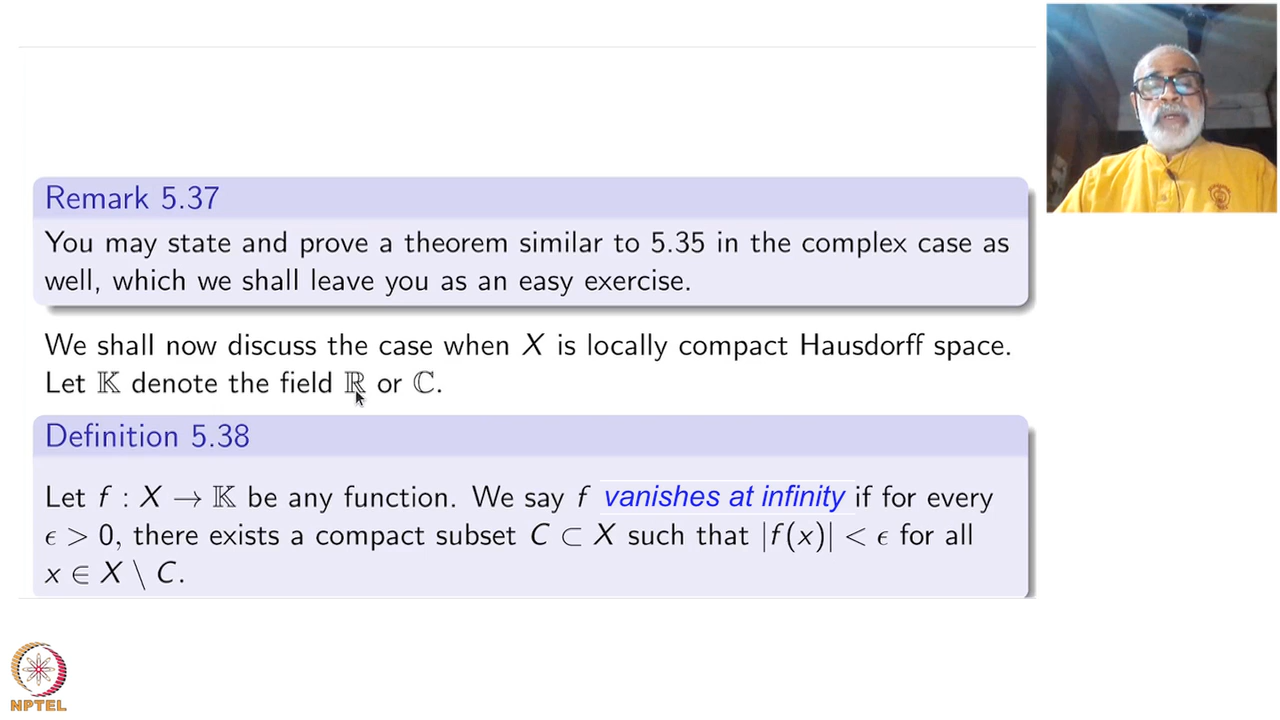 Remark 5.37
You may state and prove a theorem similar to 5.35 in the complex case as
well, which we shall leave you as an easy exercise.
We shall now discuss the case when X is locally compact Hausdorff space.
Let 𝕂 denote the field ℝ or ℂ.
Definition 5.38
Let f : X → 𝕂 be any function. We say f vanishes at infinity if for every
ϵ > 0, there exists a compact subset C ⊂ X such that |f(x)| < ϵ for all
x ∈ X \ C.
NPTEL